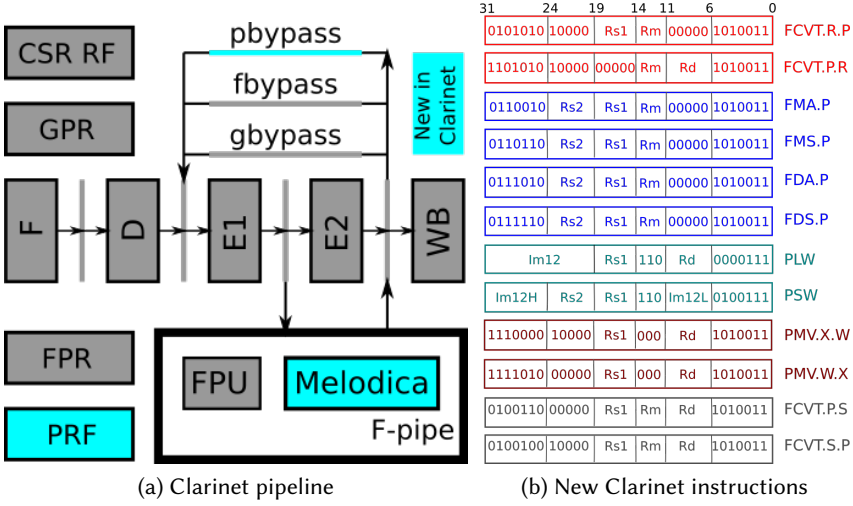 CSR RF
GPR
pbypass
fbypass
gbypass
New in
Clarinet
F
D
E1
E2
WB
FPR
PRF
FPU
Melodica
F-pipe
(a) Clarinet pipeline
31 24 19 14 11 6 0
0101010 10000 Rs1 Rm 00000 1010011 FCVT.R.P
1101010 10000 00000 Rm Rd 1010011 FCVT.P.R
0110010 Rs2 Rs1 Rm 00000 1010011 FMA.P
0110110 Rs2 Rs1 Rm 00000 1010011 FMS.P
0111010 Rs2 Rs1 Rm 00000 1010011 FDA.P
0111110 Rs2 Rs1 Rm 00000 1010011 FDS.P
Im12 Rs1 110 Rd 0000111 PLW
Im12H Rs2 Rs1 110 Im12L 0100111 PSW
1110000 10000 Rs1 000 Rd 1010011 PMV.X.W
1111010 00000 Rs1 000 Rd 1010011 PMV.W.X
0100110 00000 Rs1 Rm Rd 1010011 FCVT.P.S
0100100 10000 Rs1 Rm Rd 1010011 FCVT.S.P
(b) New Clarinet instructions